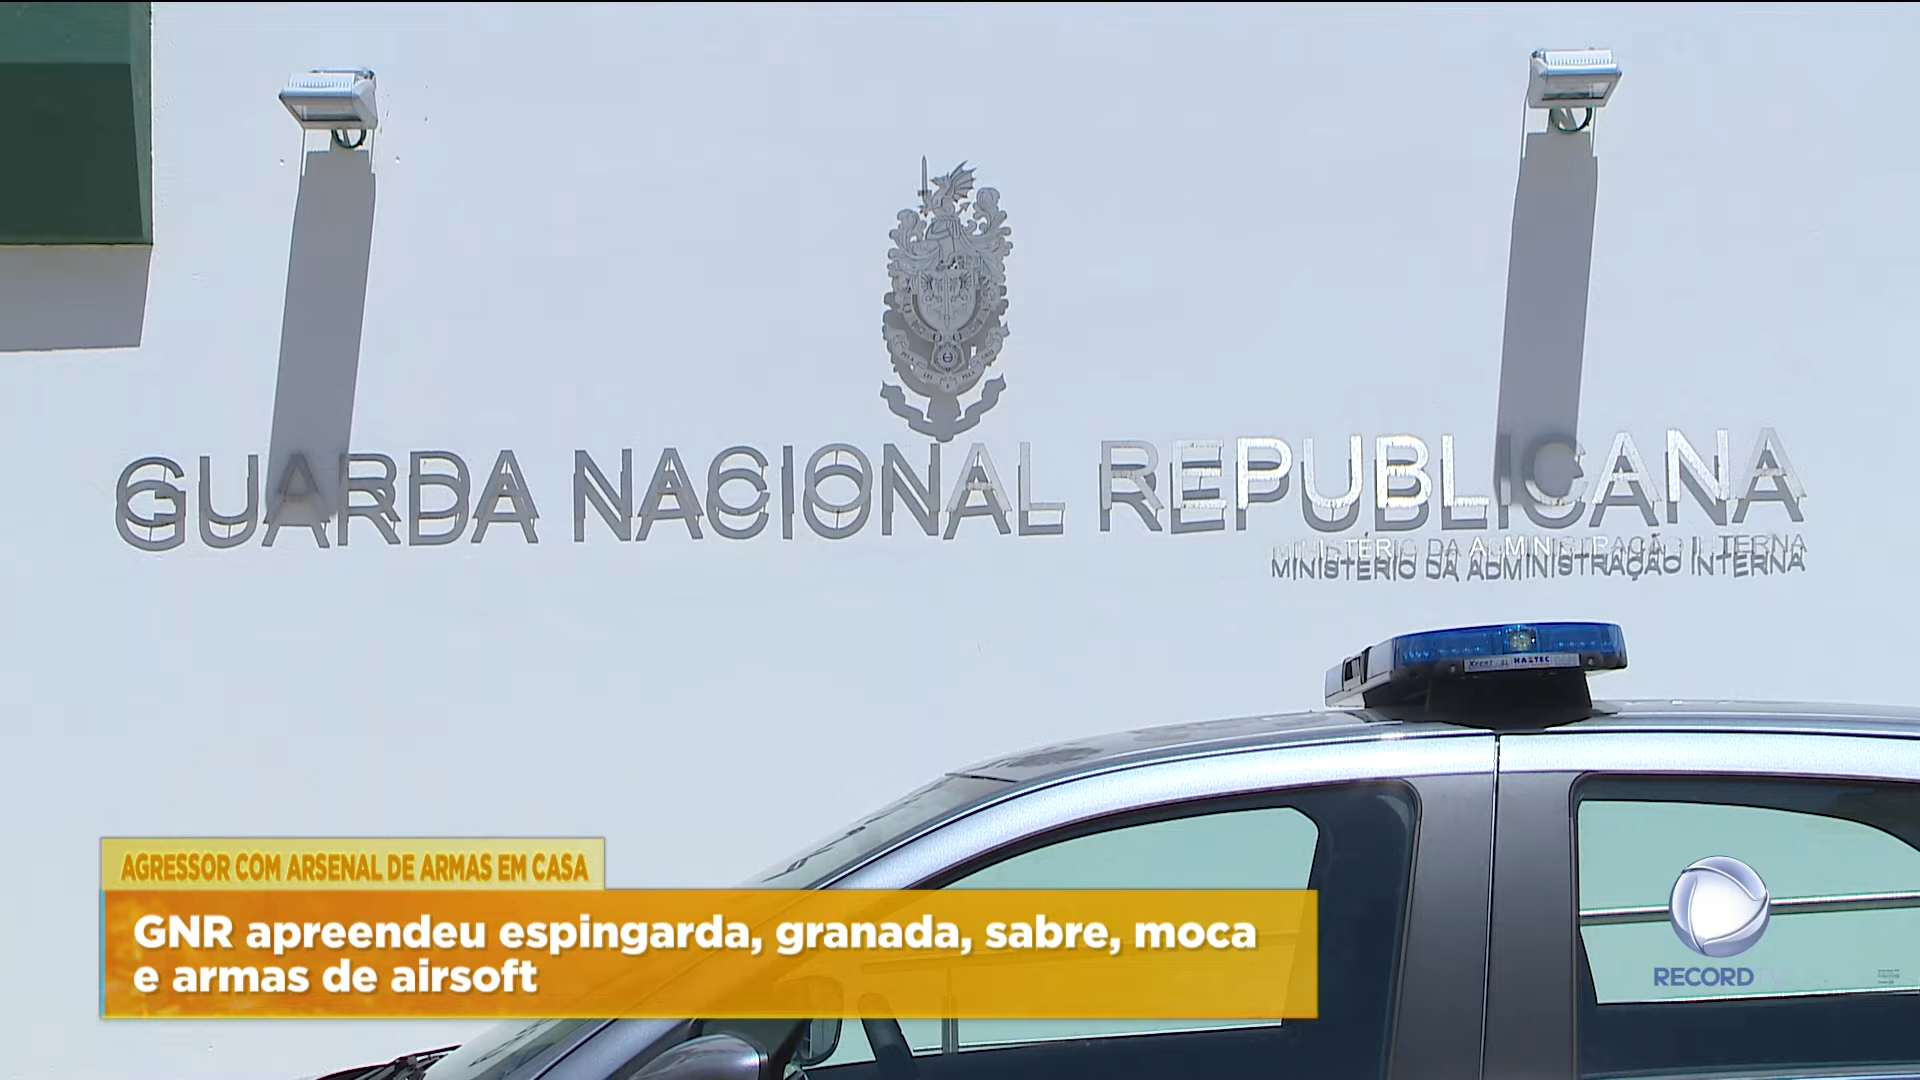 GUARDA NACIONAL REPUBLICANA
MINISTÉRIO DA ADMINISTRAÇÃO INTERNA
HAZTEC
AGRESSOR COM ARSENAL DE ARMAS EM CASA
GNR apreendeu espingarda, granada, sabre, moca
e armas de airsoft
RECORD